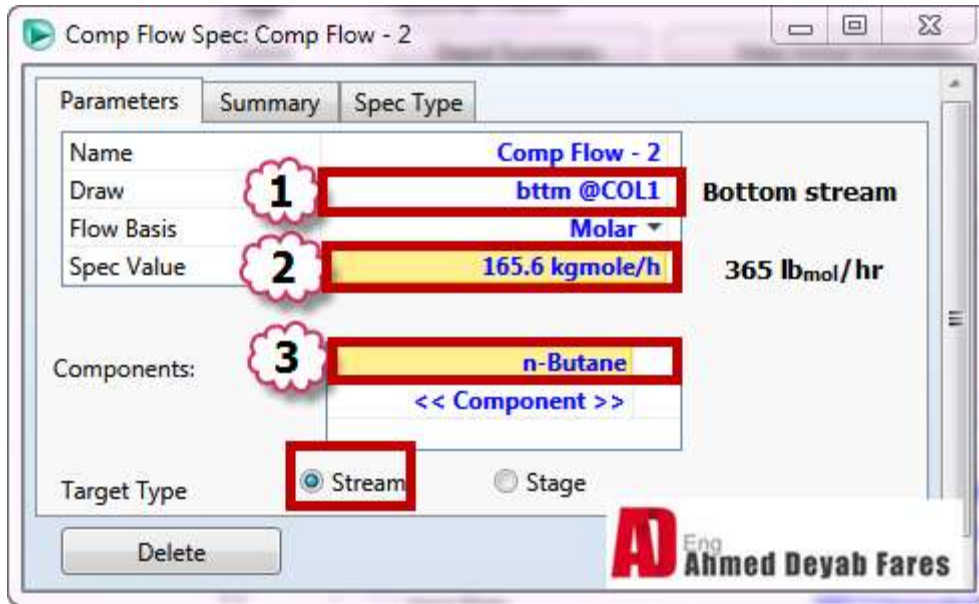 Comp Flow Spec: Comp Flow - 2
Parameters Summary Spec Type
Name Comp Flow - 2
Draw 1 bttm @COL1 Bottom stream
Flow Basis Molar
Spec Value 2 165.6 kgmole/h 365 lbmol/hr
Components: 3 n-Butane
<< Component >>
Target Type Stream Stage
Delete
AD Eng
Ahmed Deyab Fares